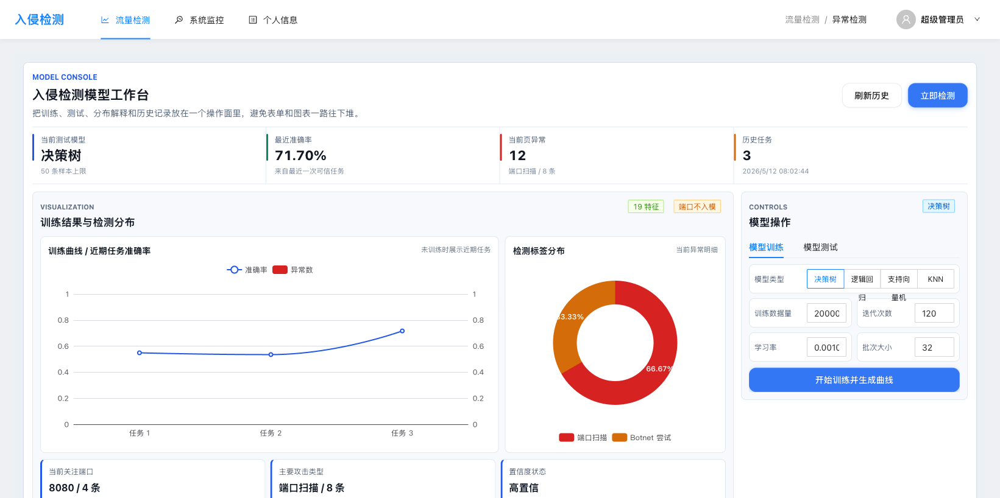 入侵检测
流量检测
系统监控
个人信息
流量检测 / 异常检测
超级管理员
MODEL CONSOLE
入侵检测模型工作台
把训练、测试、分布解释和历史记录放在一个操作面里，避免表单和图表一路往下堆。
刷新历史
立即检测
当前测试模型
决策树
50 条样本上限
最近准确率
71.70%
来自最近一次可信任务
当前页异常
12
端口扫描 / 8 条
历史任务
3
2026/5/12 08:02:44
VISUALIZATION
训练结果与检测分布
19 特征
端口不入模
训练曲线 / 近期任务准确率
未训练时展示近期任务
准确率
异常数
1
0.8
0.6
0.4
0.2
0
1
0.8
0.6
0.4
0.2
0
任务 1
任务 2
任务 3
检测标签分布
当前异常明细
33.33%
66.67%
端口扫描
Botnet 尝试
当前关注端口
8080 / 4 条
主要攻击类型
端口扫描 / 8 条
置信度状态
高置信
CONTROLS
模型操作
决策树
模型训练
模型测试
模型类型
决策树
逻辑回
归
支持向
量机
KNN
训练数据量
20000
迭代次数
120
学习率
0.0010
批次大小
32
开始训练并生成曲线